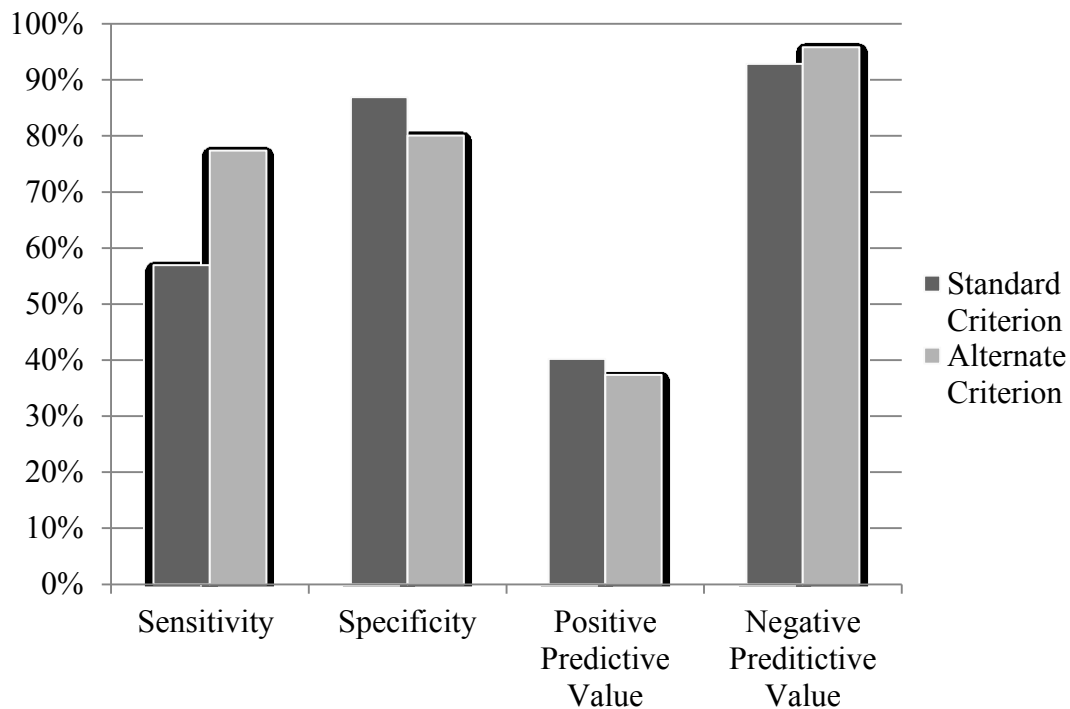 100%
90%
80%
70%
60%
50%
40%
30%
20%
10%
0%
Sensitivity
Specificity
Positive
Predictive
Value
Negative
Preditictive
Value
Standard
Criterion
Alternate
Criterion